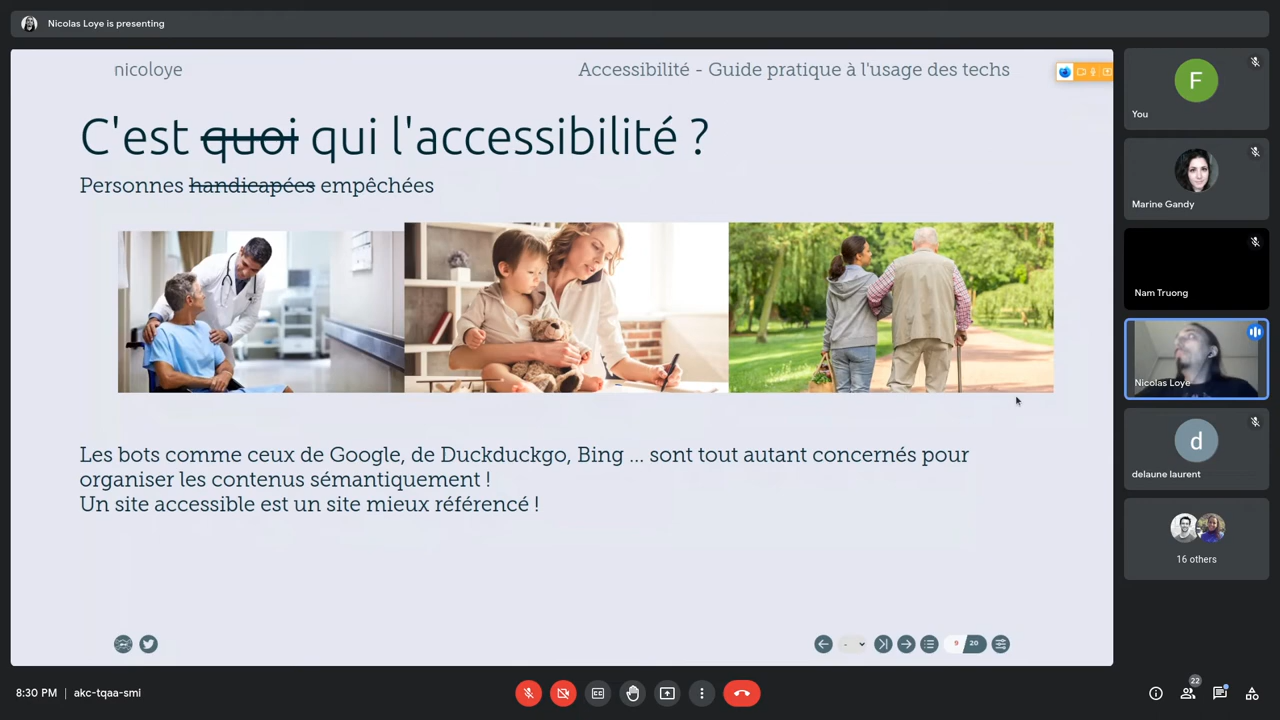 Nicolas Loye is presenting
nicoloye
Accessibilité - Guide pratique à l'usage des techs
C'est quoi qui l'accessibilité ?
Personnes handicapées empêchées
Les bots comme ceux de Google, de Duckduckgo, Bing ... sont tout autant concernés pour
organiser les contenus sémantiquement !
Un site accessible est un site mieux référencé !
9 20
F
You
Marine Gandy
Nam Truong
Nicolas Loye
d
delaune laurent
16 others
8:30 PM | akc-tqaa-smi
CC
22